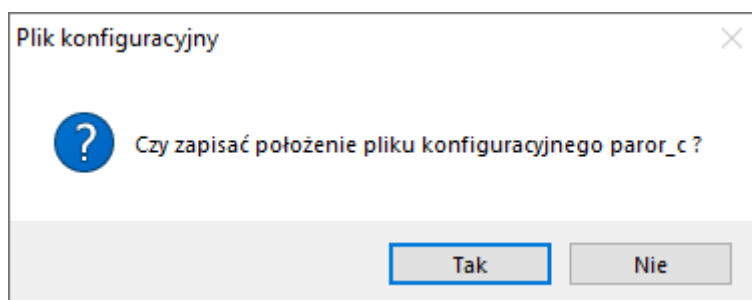 Plik konfiguracyjny
Czy zapisać położenie pliku konfiguracyjnego paror_c ?
Tak Nie